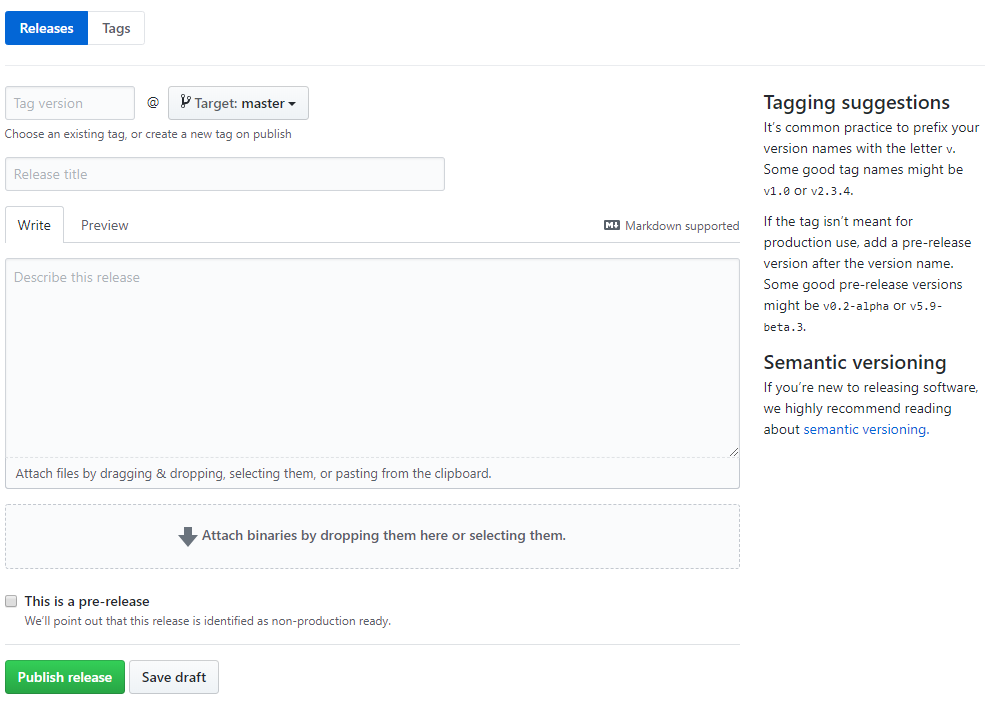 Releases Tags
Tag version @ Target: master
Choose an existing tag, or create a new tag on publish
Release title
Write Preview Markdown supported
Describe this release
Attach files by dragging & dropping, selecting them, or pasting from the clipboard.
Attach binaries by dropping them here or selecting them.
This is a pre-release
We’ll point out that this release is identified as non-production ready.
Publish release Save draft
Tagging suggestions
It’s common practice to prefix your
version names with the letter v.
Some good tag names might be
v1.0 or v2.3.4.
If the tag isn’t meant for
production use, add a pre-release
version after the version name.
Some good pre-release versions
might be v0.2-alpha or v5.9-
beta.3.
Semantic versioning
If you’re new to releasing software,
we highly recommend reading
about semantic versioning.